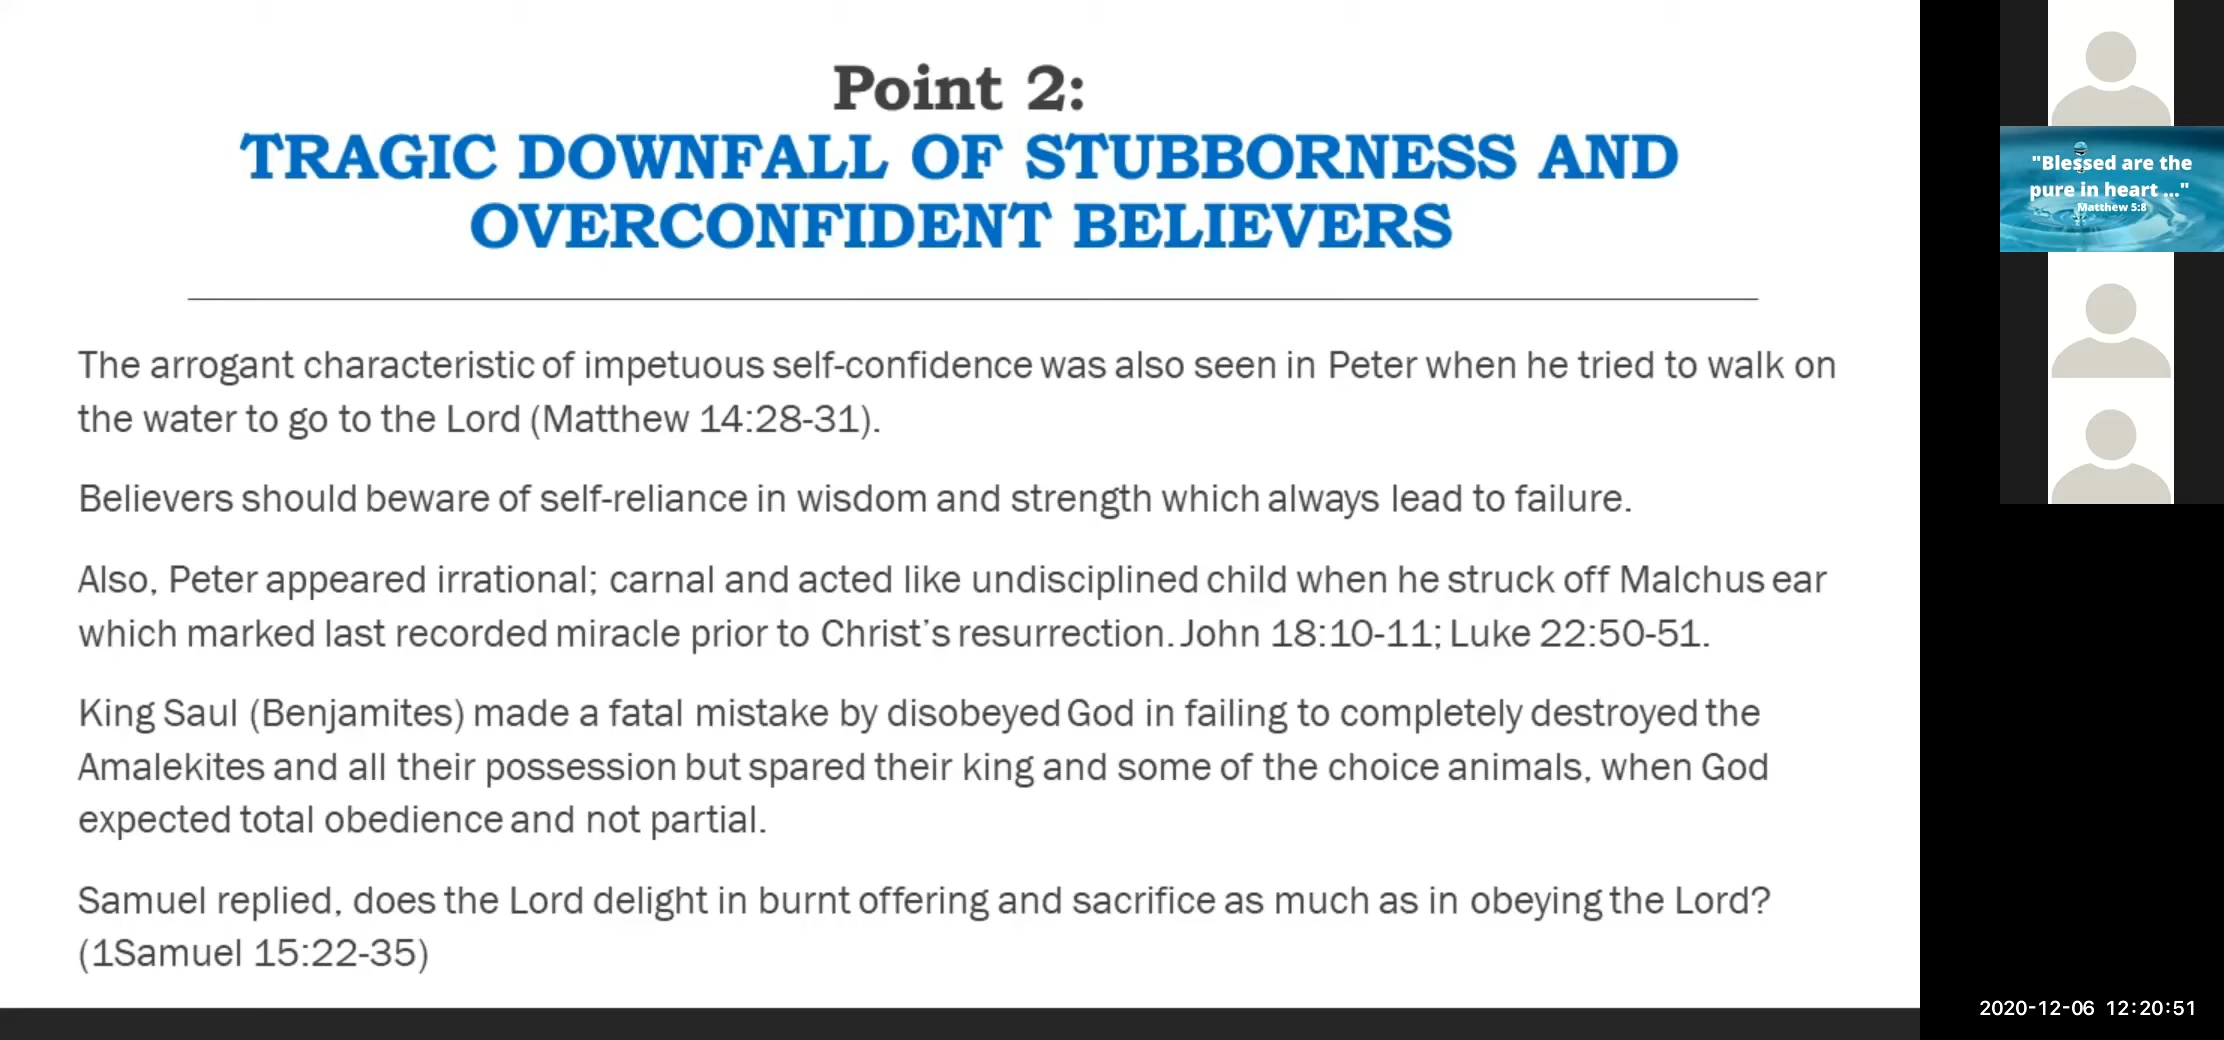 Point 2:
TRAGIC DOWNFALL OF STUBBORNESS AND
OVERCONFIDENT BELIEVERS
The arrogant characteristic of impetuous self-confidence was also seen in Peter when he tried to walk on
the water to go to the Lord (Matthew 14:28-31).
Believers should beware of self-reliance in wisdom and strength which always lead to failure.
Also, Peter appeared irrational; carnal and acted like undisciplined child when he struck off Malchus ear
which marked last recorded miracle prior to Christ’s resurrection. John 18:10-11; Luke 22:50-51.
King Saul (Benjamites) made a fatal mistake by disobeyed God in failing to completely destroyed the
Amalekites and all their possession but spared their king and some of the choice animals, when God
expected total obedience and not partial.
Samuel replied, does the Lord delight in burnt offering and sacrifice as much as in obeying the Lord?
(1Samuel 15:22-35)
"Blessed are the
pure in heart ..."
Matthew 5:8
2020-12-06 12:20:51